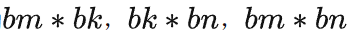 bm * bk, bk * bn, bm * bn